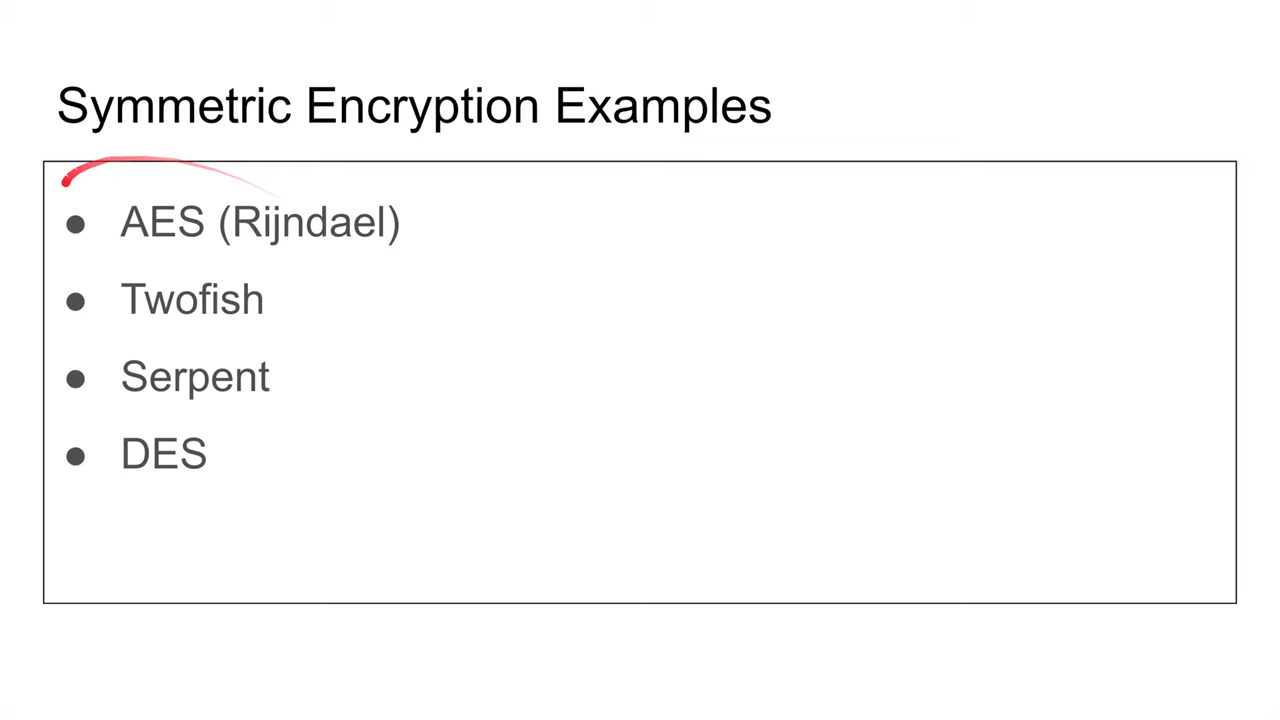 Symmetric Encryption Examples
● AES (Rijndael)
● Twofish
● Serpent
● DES